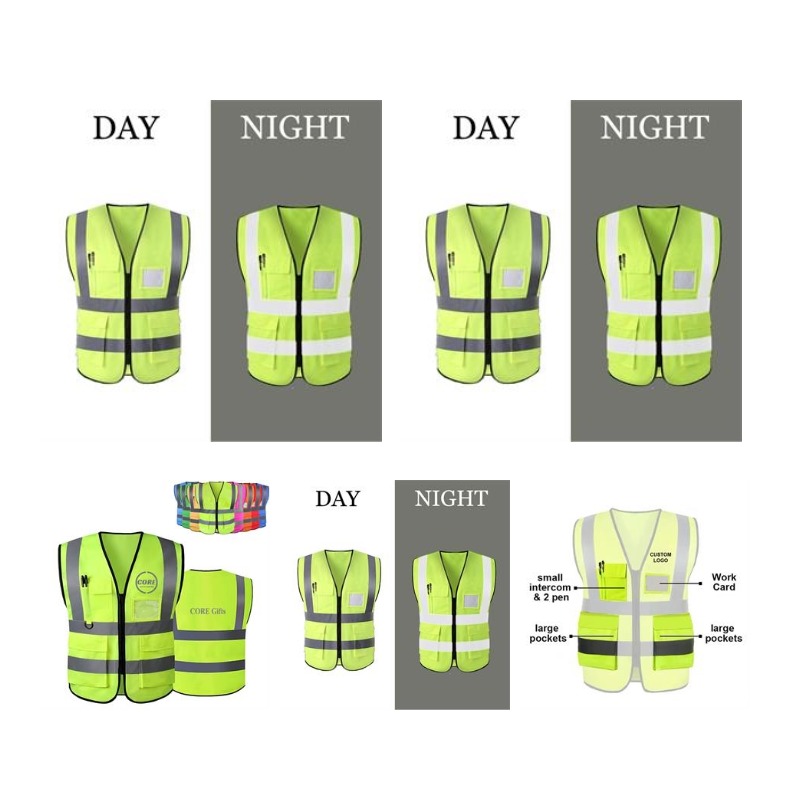 DAY
NIGHT
DAY
NIGHT
CORE
CORE Gifts
DAY
NIGHT
CUSTOM
LOGO
small
intercom
& 2 pen
Work
Card
large
pockets
large
pockets